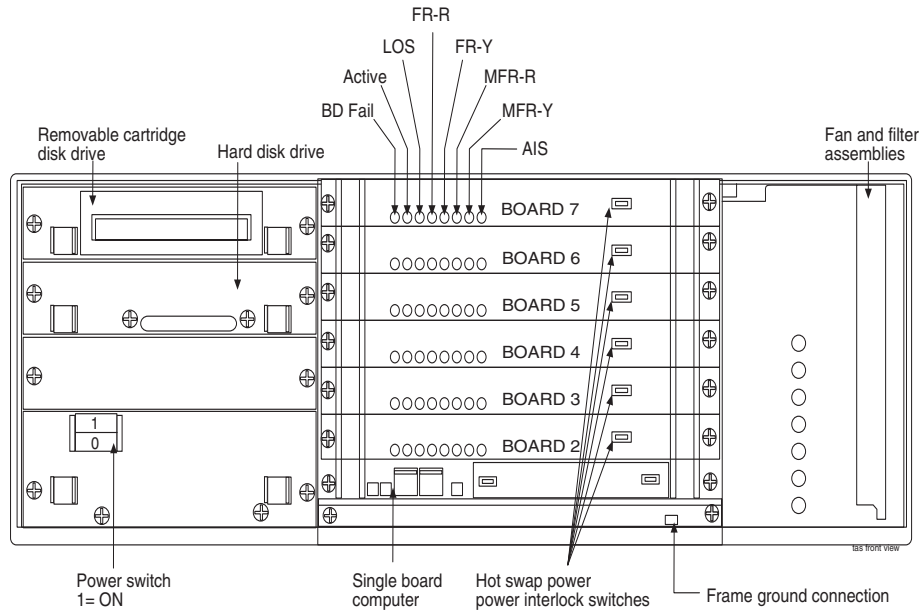 FR-R
LOS
FR-Y
Active
MFR-R
BD Fail
MFR-Y
AIS
Removable cartridge
disk drive
Hard disk drive
Fan and filter
assemblies
BOARD 7
BOARD 6
BOARD 5
BOARD 4
BOARD 3
BOARD 2
1
0
tas front view
Power switch
1= ON
Single board
computer
Hot swap power
power interlock switches
Frame ground connection